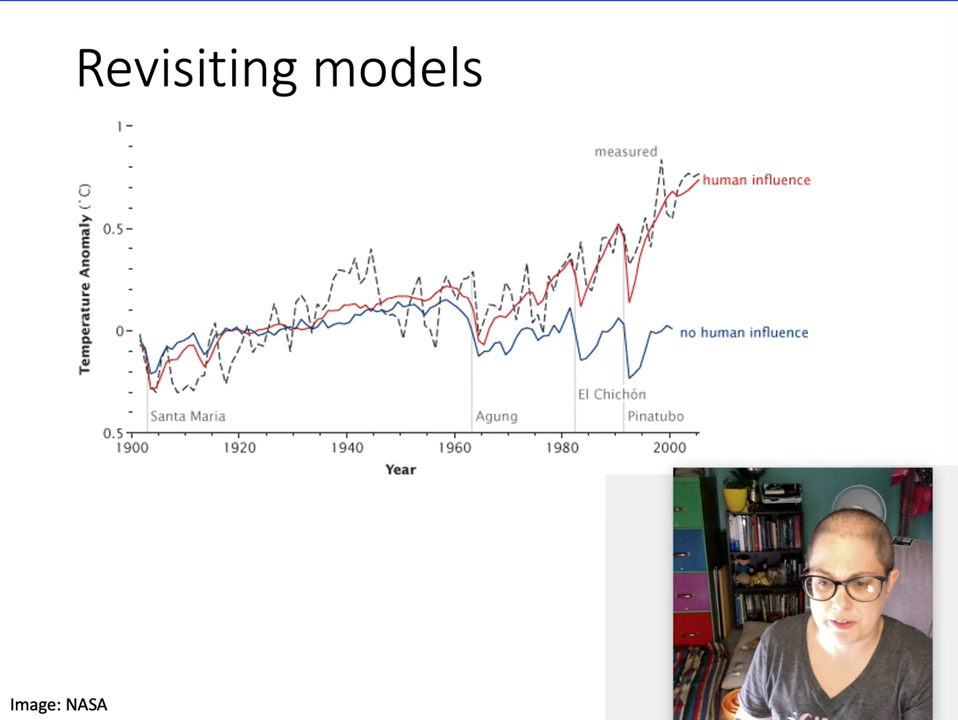 Revisiting models
1
measured
human influence
Temperature Anomaly (°C)
0.5
0
no human influence
El Chichón
Santa Maria
Agung
Pinatubo
0.5
1900
1920
1940
1960
1980
2000
Year
Image: NASA